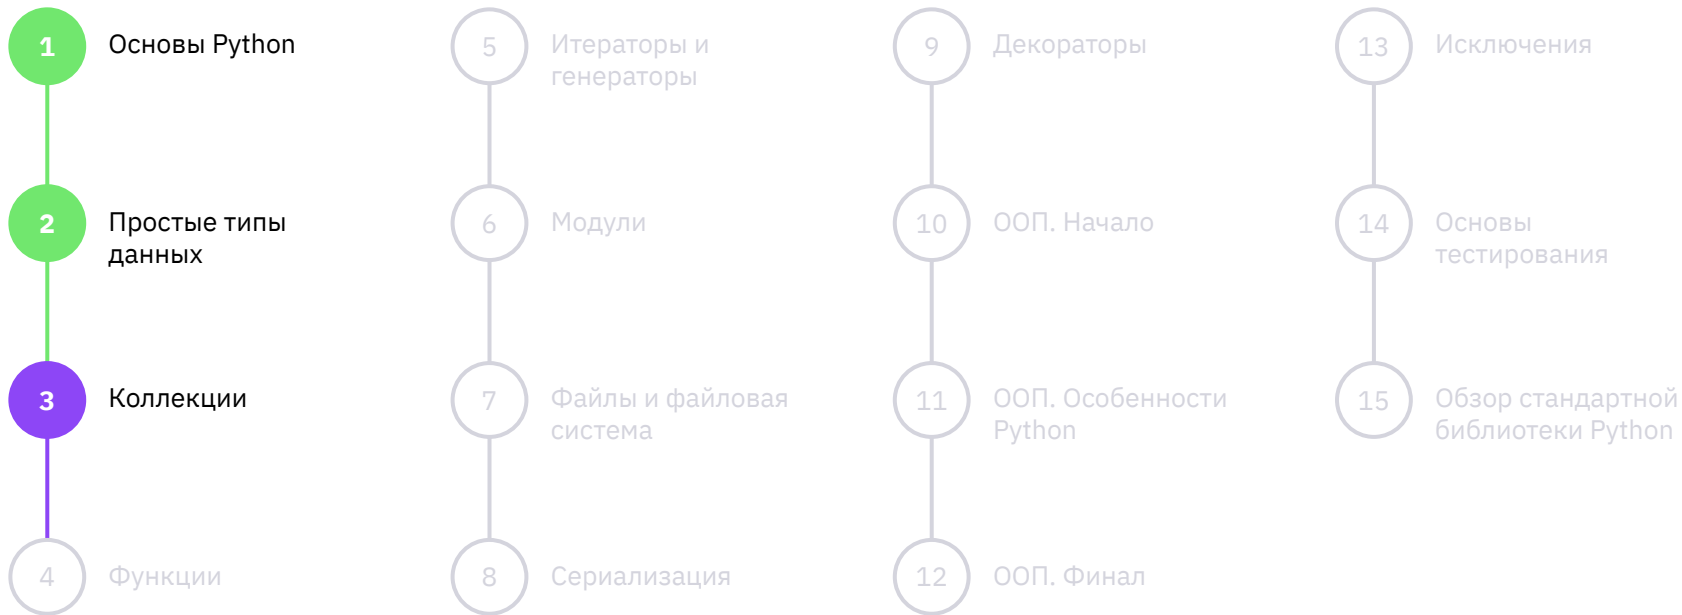 1 Основы Python
2 Простые типы
данных
3 Коллекции
4 Функции
5 Итераторы и
генераторы
6 Модули
7 Файлы и файловая
система
8 Сериализация
9 Декораторы
10 ООП. Начало
11 ООП. Особенности
Python
12 ООП. Финал
13 Исключения
14 Основы
тестирования
15 Обзор стандартной
библиотеки Python